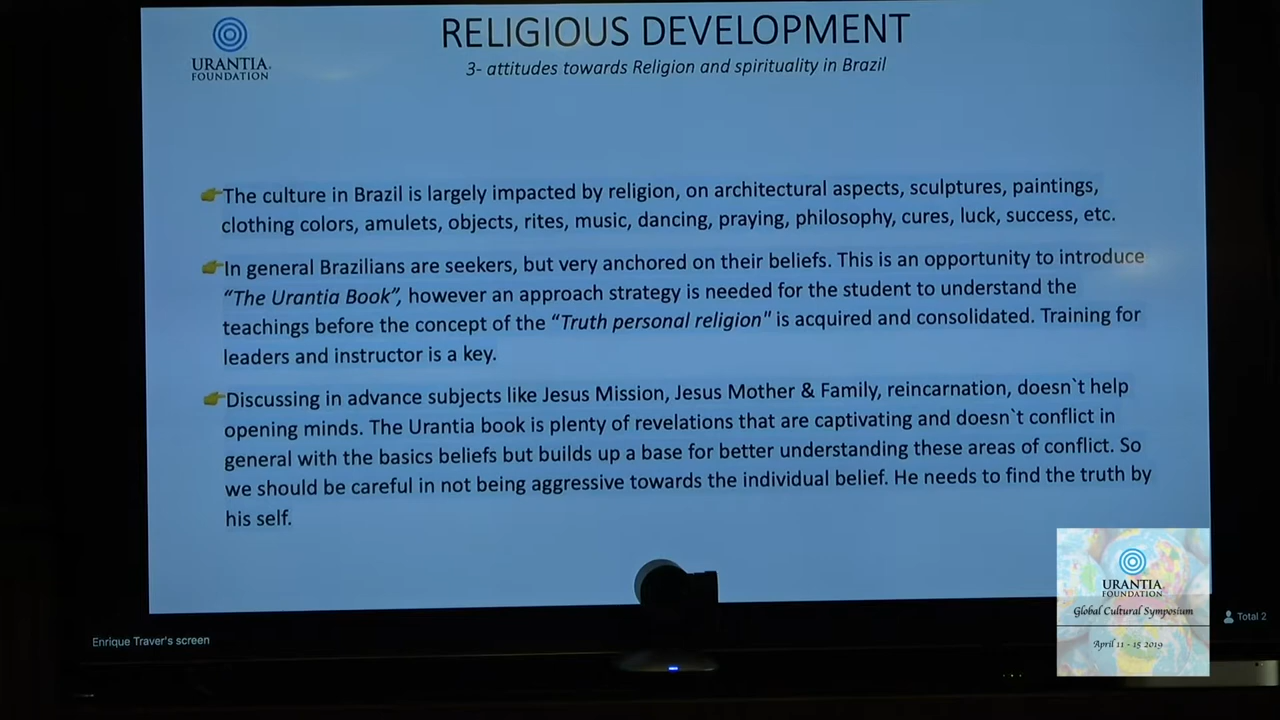 URANTIA
FOUNDATION
RELIGIOUS DEVELOPMENT
3- attitudes towards Religion and spirituality in Brazil
The culture in Brazil is largely impacted by religion, on architectural aspects, sculptures, paintings,
clothing colors, amulets, objects, rites, music, dancing, praying, philosophy, cures, luck, success, etc.
In general Brazilians are seekers, but very anchored on their beliefs. This is an opportunity to introduce
"The Urantia Book", however an approach strategy is needed for the student to understand the
teachings before the concept of the "Truth personal religion" is acquired and consolidated. Training for
leaders and instructor is a key.
Discussing in advance subjects like Jesus Mission, Jesus Mother & Family, reincarnation, doesn`t help
opening minds. The Urantia book is plenty of revelations that are captivating and doesn`t conflict in
general with the basics beliefs but builds up a base for better understanding these areas of conflict. So
we should be careful in not being aggressive towards the individual belief. He needs to find the truth by
his self.
Enrique Traver's screen
URANTIA
FOUNDATION
Global Cultural Symposium
April 11 - 15 2019
Total 2